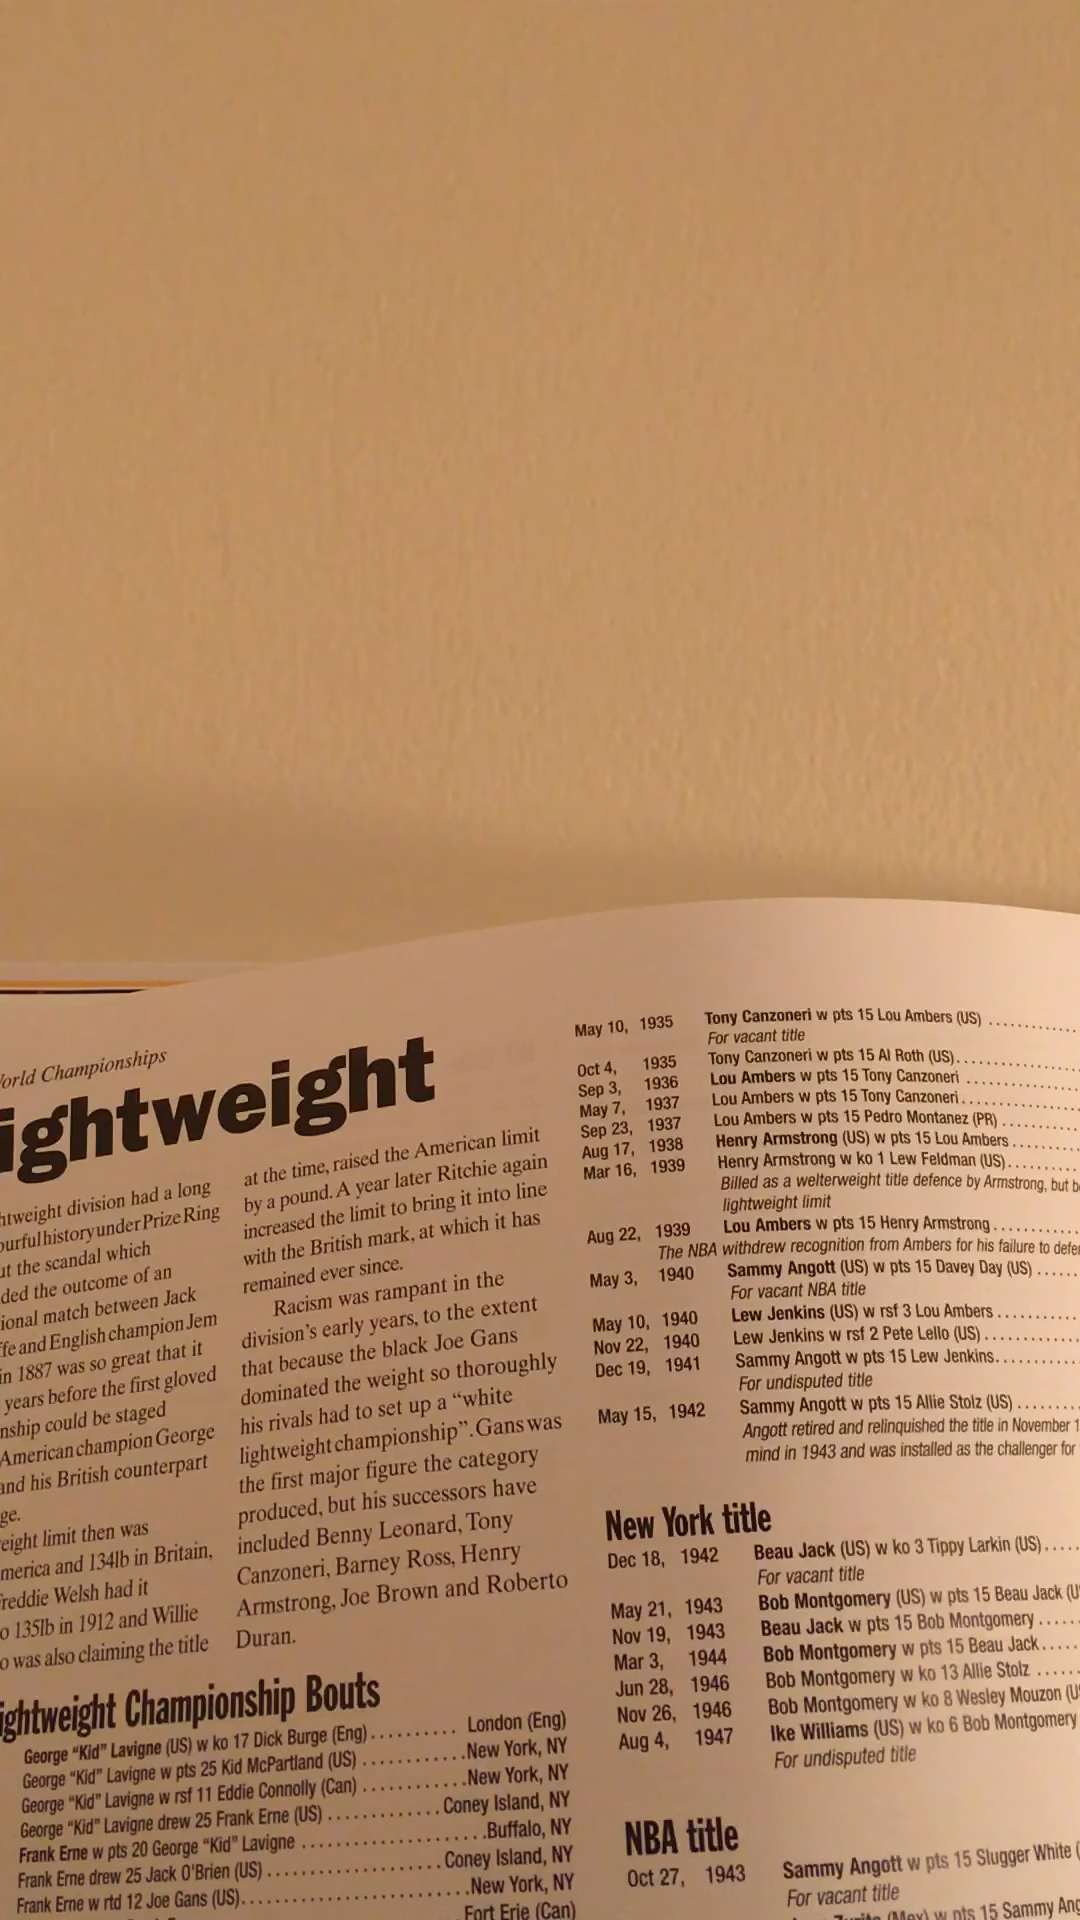 World Championships
ightweight
htweight division had a long
ourful history under Prize Ring
ut the scandal which
ded the outcome of an
ional match between Jack
ffe and English champion Jem
in 1887 was so great that it
years before the first gloved
nship could be staged
American champion George
and his British counterpart
ge.
eight limit then was
merica and 134lb in Britain,
Freddie Welsh had it
o 135lb in 1912 and Willie
o was also claiming the title
at the time, raised the American limit
by a pound. A year later Ritchie again
increased the limit to bring it into line
with the British mark, at which it has
remained ever since.
Racism was rampant in the
division's early years, to the extent
that because the black Joe Gans
dominated the weight so thoroughly
his rivals had to set up a “white
lightweight championship”. Gans was
the first major figure the category
produced, but his successors have
included Benny Leonard, Tony
Canzoneri, Barney Ross, Henry
Armstrong, Joe Brown and Roberto
Duran.
ightweight Championship Bouts
George “Kid” Lavigne (US) w ko 17 Dick Burge (Eng).......... London (Eng)
George “Kid” Lavigne w pts 25 Kid McPartland (US) ............New York, NY
George “Kid” Lavigne w rsf 11 Eddie Connolly (Can) ............New York, NY
George “Kid” Lavigne drew 25 Frank Erne (US) ............. Coney Island, NY
Frank Erne w pts 20 George “Kid” Lavigne .....................Buffalo, NY
Frank Erne drew 25 Jack O'Brien (US) .................... Coney Island, NY
Frank Erne w rtd 12 Joe Gans (US)..........................New York, NY
Fort Erie (Can)
May 10, 1935 Tony Canzoneri w pts 15 Lou Ambers (US) ............
For vacant title
Oct 4, 1935 Tony Canzoneri w pts 15 Al Roth (US)................
Sep 3, 1936 Lou Ambers w pts 15 Tony Canzoneri ...............
May 7, 1937 Lou Ambers w pts 15 Tony Canzoneri...............
Sep 23, 1937 Lou Ambers w pts 15 Pedro Montanez (PR) ..........
Aug 17, 1938 Henry Armstrong (US) w pts 15 Lou Ambers .........
Mar 16, 1939 Henry Armstrong w ko 1 Lew Feldman (US)..........
Billed as a welterweight title defence by Armstrong, but b
lightweight limit
Aug 22, 1939 Lou Ambers w pts 15 Henry Armstrong............
The NBA withdrew recognition from Ambers for his failure to defe
May 3, 1940 Sammy Angott (US) w pts 15 Davey Day (US) ......
For vacant NBA title
May 10, 1940 Lew Jenkins (US) w rsf 3 Lou Ambers ...........
Nov 22, 1940 Lew Jenkins w rsf 2 Pete Lello (US).............
Dec 19, 1941 Sammy Angott w pts 15 Lew Jenkins............
For undisputed title
May 15, 1942 Sammy Angott w pts 15 Allie Stolz (US) ........
Angott retired and relinquished the title in November 1
mind in 1943 and was installed as the challenger for
New York title
Dec 18, 1942 Beau Jack (US) w ko 3 Tippy Larkin (US).....
For vacant title
May 21, 1943 Bob Montgomery (US) w pts 15 Beau Jack (U
Nov 19, 1943 Beau Jack w pts 15 Bob Montgomery ......
Mar 3, 1944 Bob Montgomery w pts 15 Beau Jack.....
Jun 28, 1946 Bob Montgomery w ko 13 Allie Stolz ......
Nov 26, 1946 Bob Montgomery w ko 8 Wesley Mouzon (U
Aug 4, 1947 Ike Williams (US) w ko 6 Bob Montgomery
For undisputed title
NBA title
Oct 27, 1943 Sammy Angott w pts 15 Slugger White (
For vacant title
(Mex) w pts 15 Sammy Ang